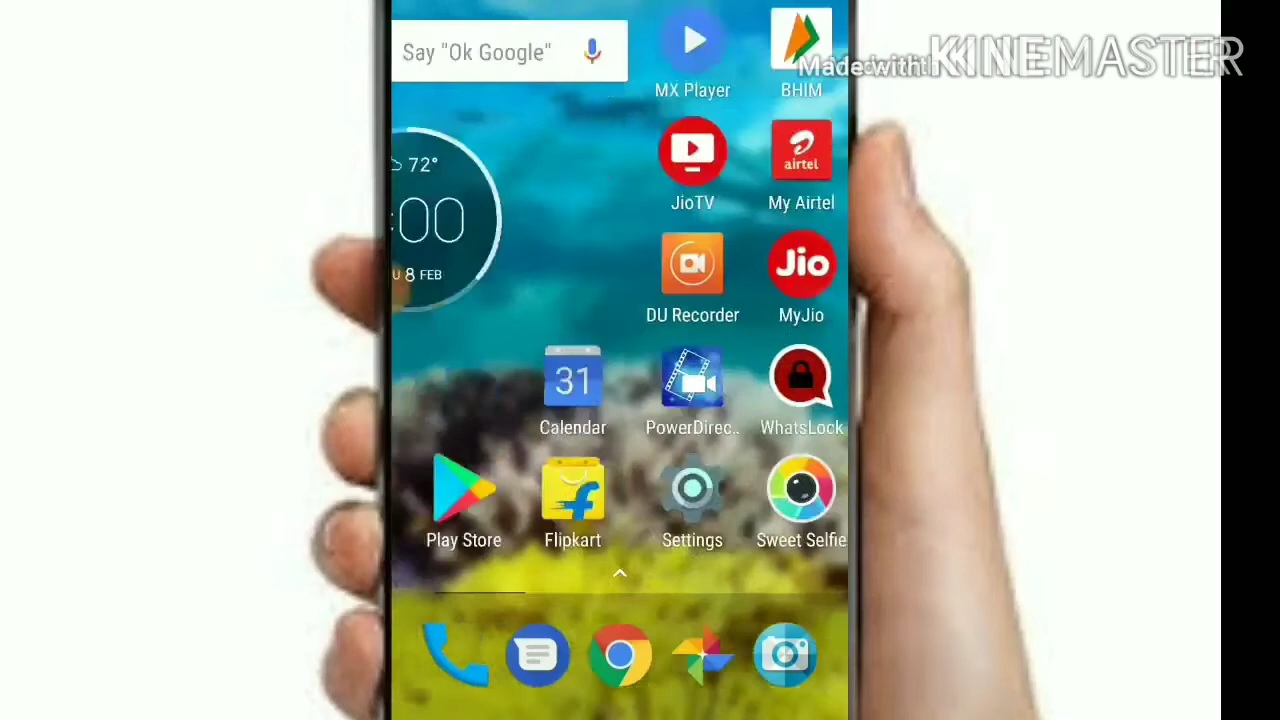 Say "Ok Google"
MX Player
BHIM
Made with KINEMASTER
72°
:00
U 8 FEB
JioTV
airtel
My Airtel
DU Recorder
Jio
MyJio
31
Calendar
PowerDirec..
WhatsLock
Play Store
Flipkart
Settings
Sweet Selfie